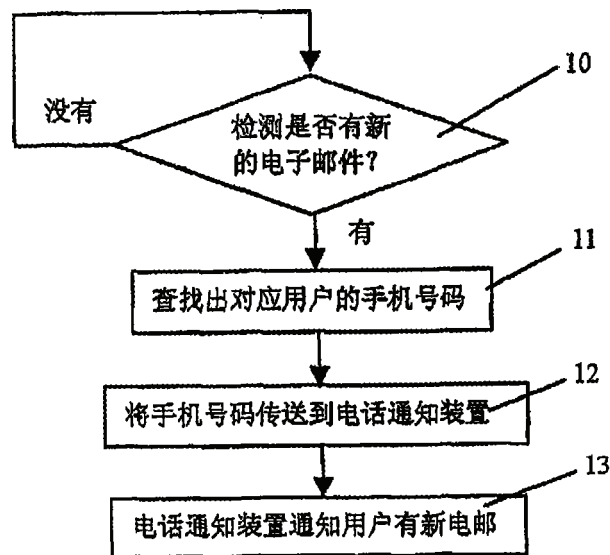 10
没有
检测是否有新
的电子邮件？
有
11
查找出对应用户的手机号码
12
将手机号码传送到电话通知装置
13
电话通知装置通知用户有新电邮